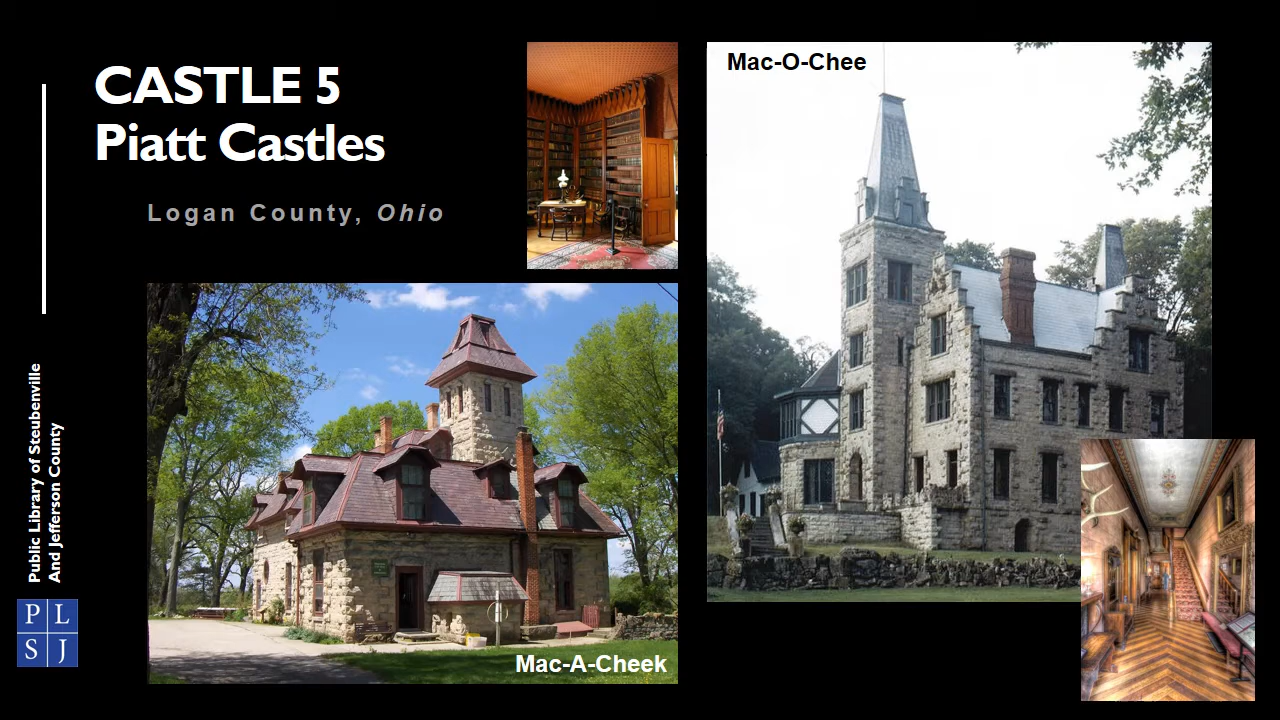 CASTLE 5
Piatt Castles
Logan County, Ohio
Mac-O-Chee
Mac-A-Cheek
Public Library of Steubenville
And Jefferson County
P L
S J